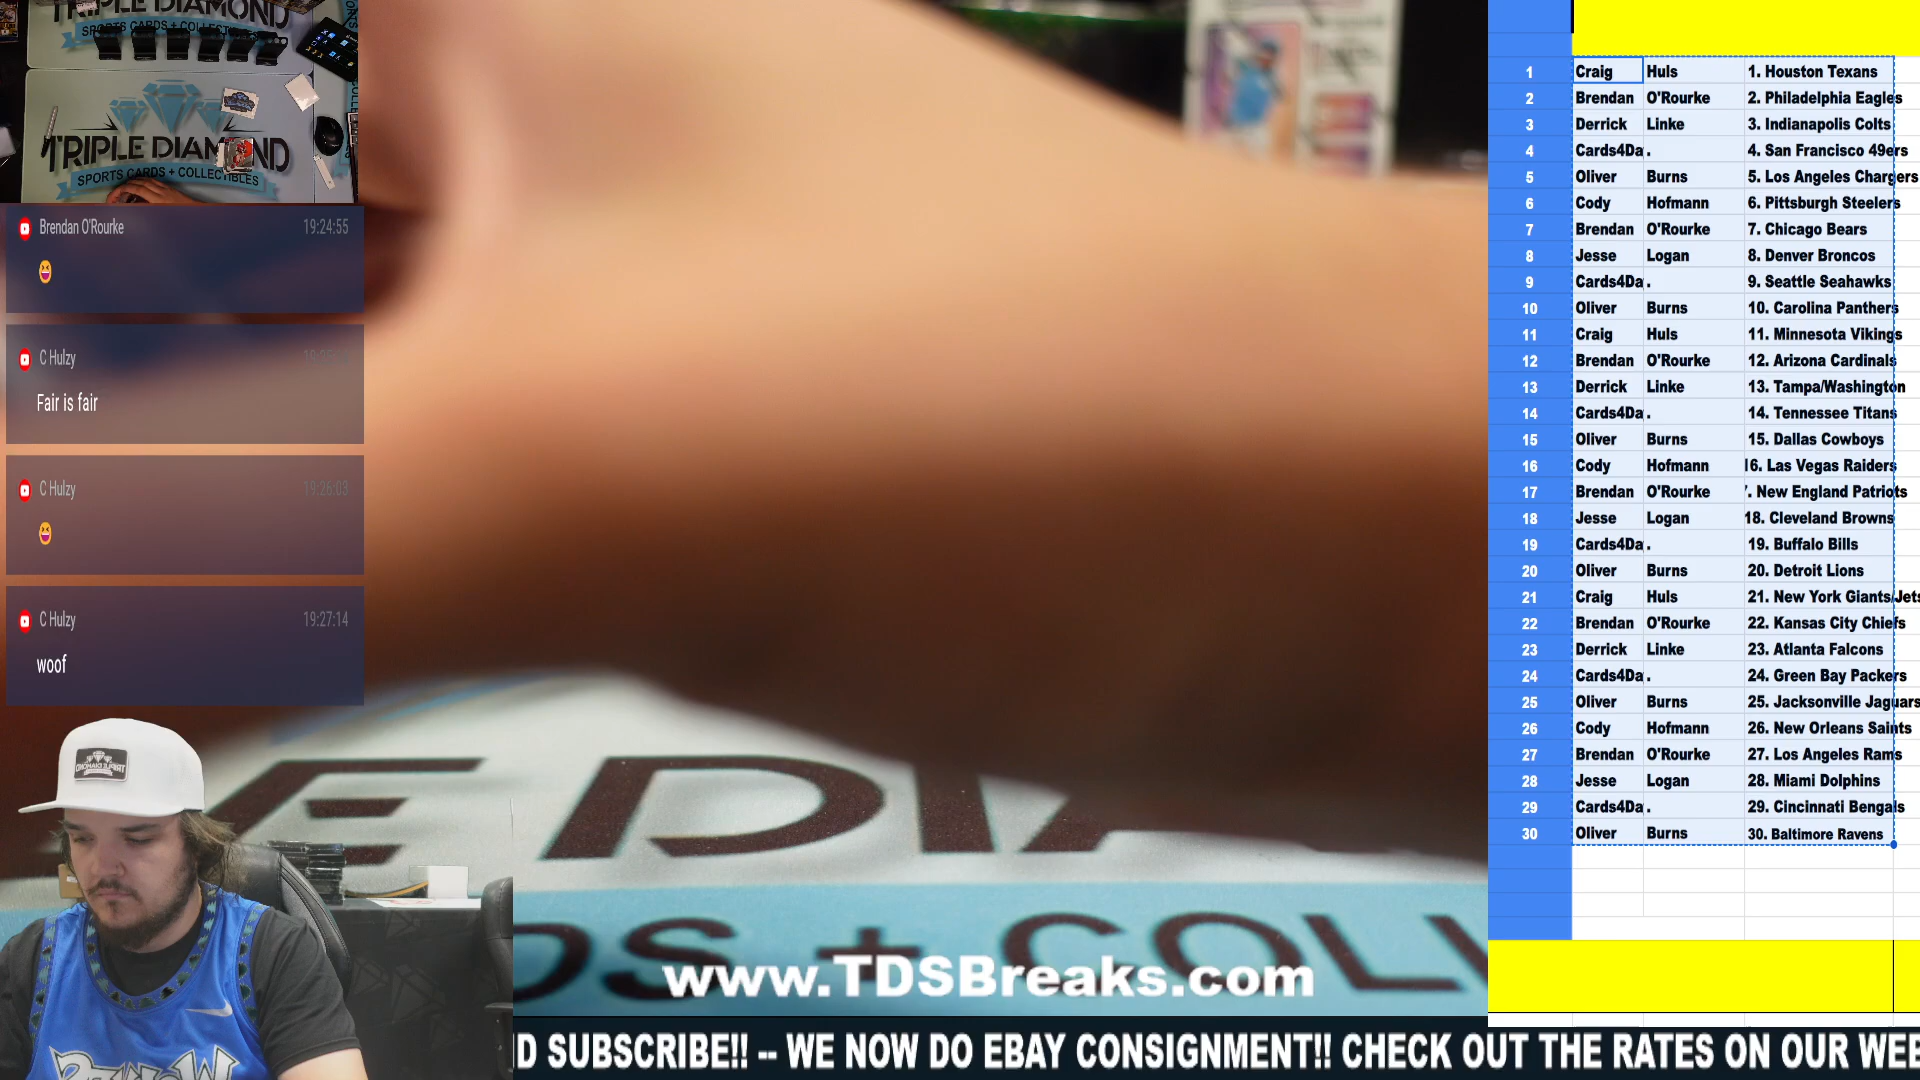 TRIPLE DIAMOND
SPORTS CARDS + COLLECTIBLES
TRIPLE DIAMOND
SPORTS CARDS + COLLECTIBLES
Brendan O'Rourke 19:24:55
😆
C Hulzy
Fair is fair
C Hulzy 19:26:03
😆
C Hulzy 19:27:14
woof
E DIA
DS + COLL
www.TDSBreaks.com
D SUBSCRIBE!! -- WE NOW DO EBAY CONSIGNMENT!! CHECK OUT THE RATES ON OUR WEB
1 Craig Huls 1. Houston Texans
2 Brendan O'Rourke 2. Philadelphia Eagles
3 Derrick Linke 3. Indianapolis Colts
4 Cards4Da . 4. San Francisco 49ers
5 Oliver Burns 5. Los Angeles Chargers
6 Cody Hofmann 6. Pittsburgh Steelers
7 Brendan O'Rourke 7. Chicago Bears
8 Jesse Logan 8. Denver Broncos
9 Cards4Da . 9. Seattle Seahawks
10 Oliver Burns 10. Carolina Panthers
11 Craig Huls 11. Minnesota Vikings
12 Brendan O'Rourke 12. Arizona Cardinals
13 Derrick Linke 13. Tampa/Washington
14 Cards4Da . 14. Tennessee Titans
15 Oliver Burns 15. Dallas Cowboys
16 Cody Hofmann 16. Las Vegas Raiders
17 Brendan O'Rourke 7. New England Patriots
18 Jesse Logan 18. Cleveland Browns
19 Cards4Da . 19. Buffalo Bills
20 Oliver Burns 20. Detroit Lions
21 Craig Huls 21. New York Giants/Jets
22 Brendan O'Rourke 22. Kansas City Chiefs
23 Derrick Linke 23. Atlanta Falcons
24 Cards4Da . 24. Green Bay Packers
25 Oliver Burns 25. Jacksonville Jaguars
26 Cody Hofmann 26. New Orleans Saints
27 Brendan O'Rourke 27. Los Angeles Rams
28 Jesse Logan 28. Miami Dolphins
29 Cards4Da . 29. Cincinnati Bengals
30 Oliver Burns 30. Baltimore Ravens